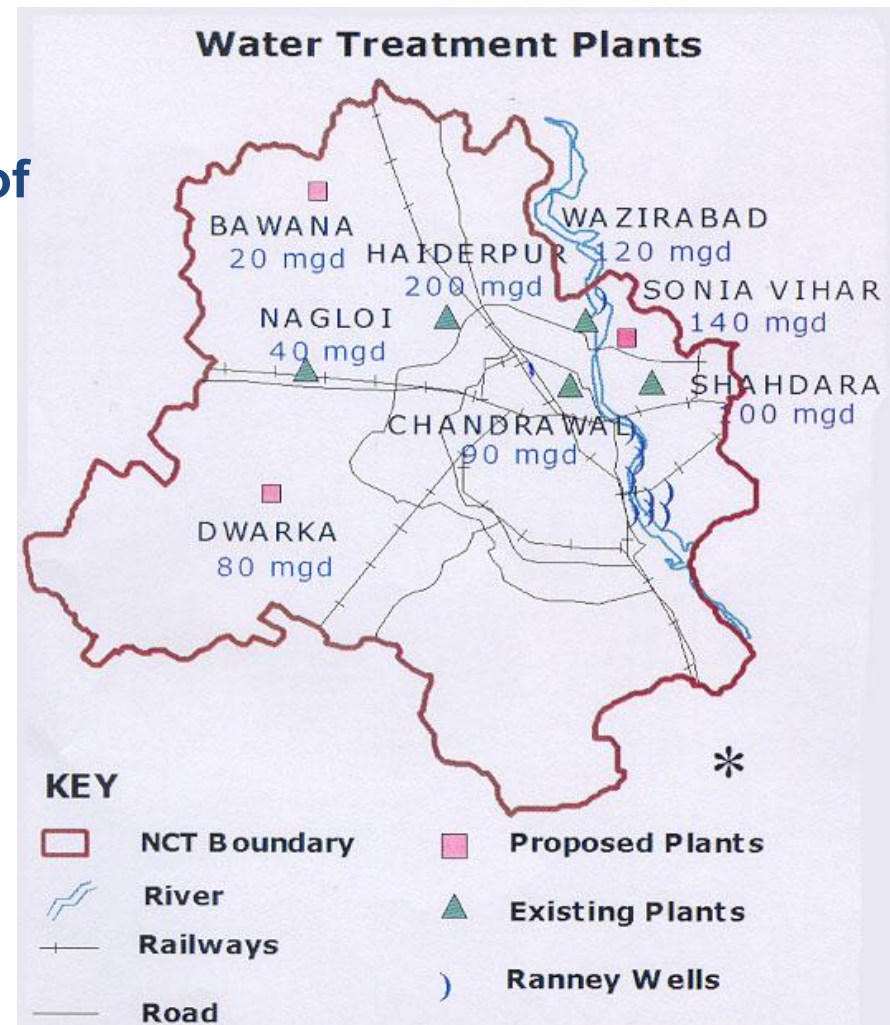 Water Treatment Plants
of
BAWANA
20 mgd
HAIDERPUR
200 mgd
WAZIRABAD
120 mgd
SONIA VIHAR
140 mgd
NAGLOI
40 mgd
SHAHDARA
100 mgd
CHANDRAWAL
90 mgd
DWARKA
80 mgd
*
KEY
NCT Boundary
River
Railways
Road
Proposed Plants
Existing Plants
Ranney Wells